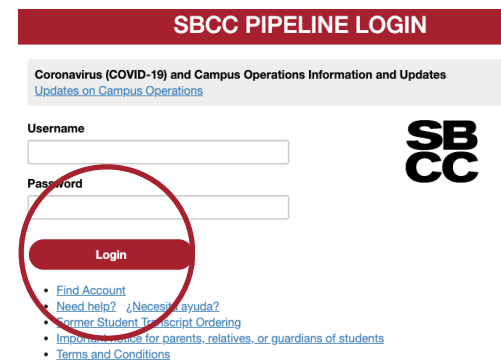 SBCC PIPELINE LOGIN
Coronavirus (COVID-19) and Campus Operations Information and Updates
Updates on Campus Operations
Username
SB
CC
Password
Login
Find Account
Need help? ¿Necesita ayuda?
Former Student Transcript Ordering
Important notice for parents, relatives, or guardians of students
Terms and Conditions